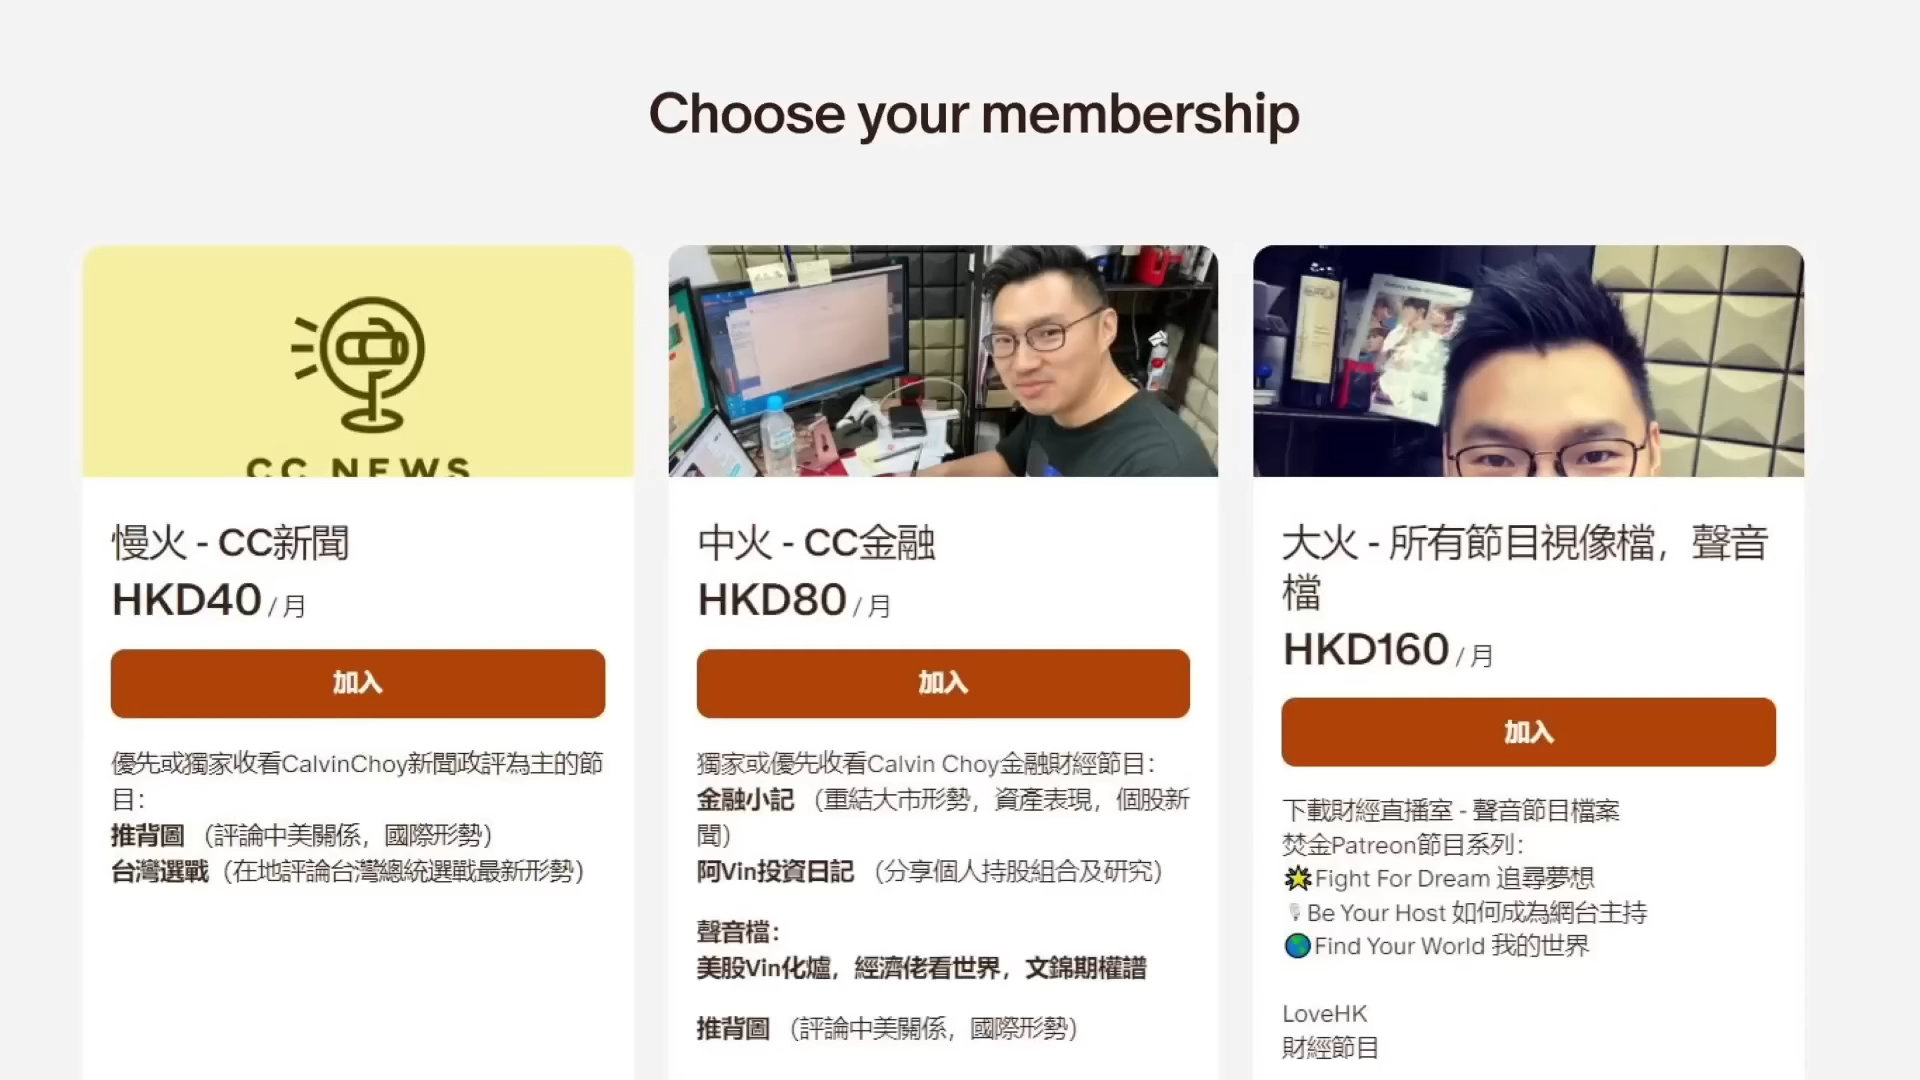 Choose your membership
CC NEWS
慢火 - CC新聞
HKD40 / 月
加入
優先或獨家收看CalvinChoy新聞政評為主的節
目：
推背圖 （評論中美關係，國際形勢）
台灣選戰（在地評論台灣總統選戰最新形勢）
中火 - CC金融
HKD80 / 月
加入
獨家或優先收看Calvin Choy金融財經節目：
金融小記 （重結大市形勢，資產表現，個股新
聞）
阿Vin投資日記 （分享個人持股組合及研究）
聲音檔：
美股Vin化爐，經濟佬看世界，文錦期權譜
推背圖 （評論中美關係，國際形勢）
大火 - 所有節目視像檔，聲音
檔
HKD160 / 月
加入
下載財經直播室 - 聲音節目檔案
焚金Patreon節目系列：
🌟Fight For Dream 追尋夢想
🎙Be Your Host 如何成為網台主持
🌎Find Your World 我的世界
LoveHK
財經節目